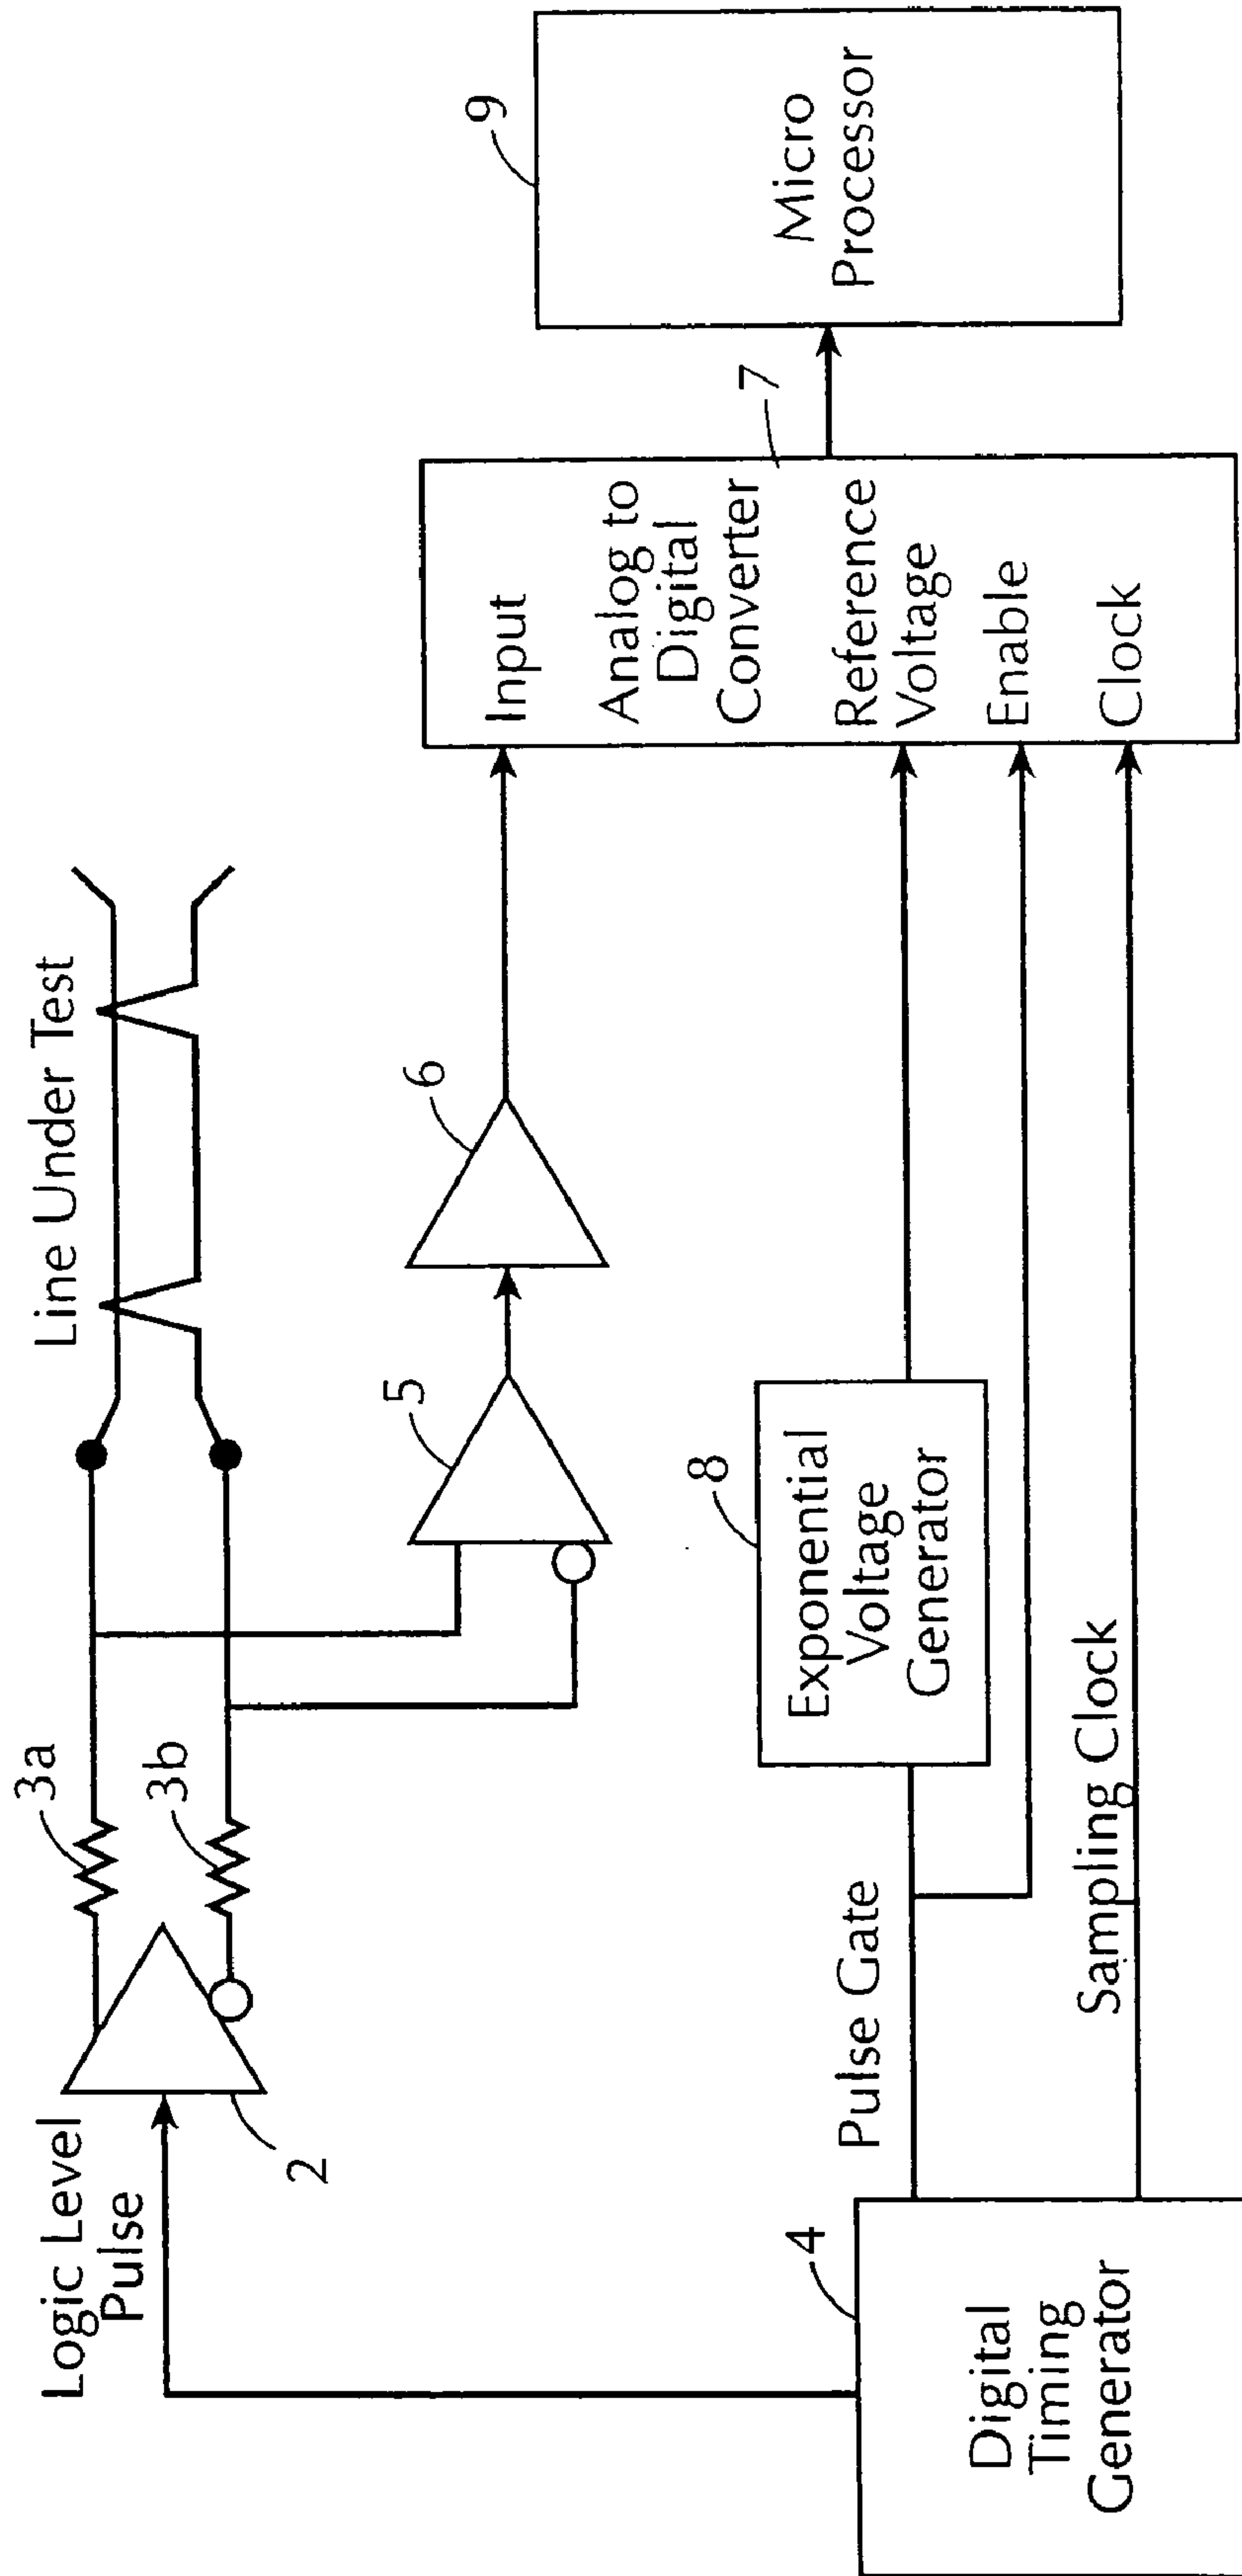 Logic Level
Pulse
2
3a
3b
Line Under Test
4
Digital
Timing
Generator
5
6
Pulse Gate
Sampling Clock
8
Exponential
Voltage
Generator
Input
Analog to
Digital
Converter
Reference
Voltage
Enable
Clock
7
9
Micro
Processor